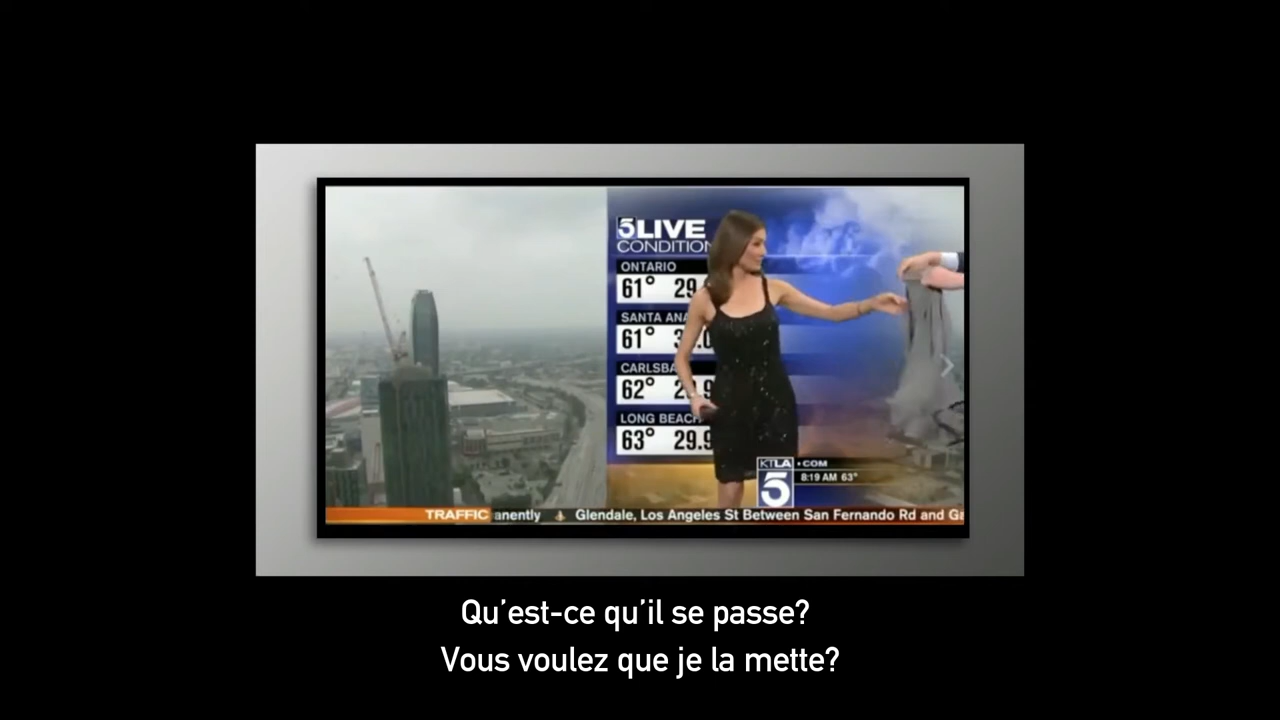 5LIVE
CONDITION
ONTARIO
61° 29.
SANTA ANA
61°
CARLSBA
62°
LONG BEACH
63° 29.9
KTLA
5
•COM
8:19 AM 63°
TRAFFIC anently Glendale, Los Angeles St Between San Fernando Rd and Ga
Qu’est-ce qu’il se passe?
Vous voulez que je la mette?